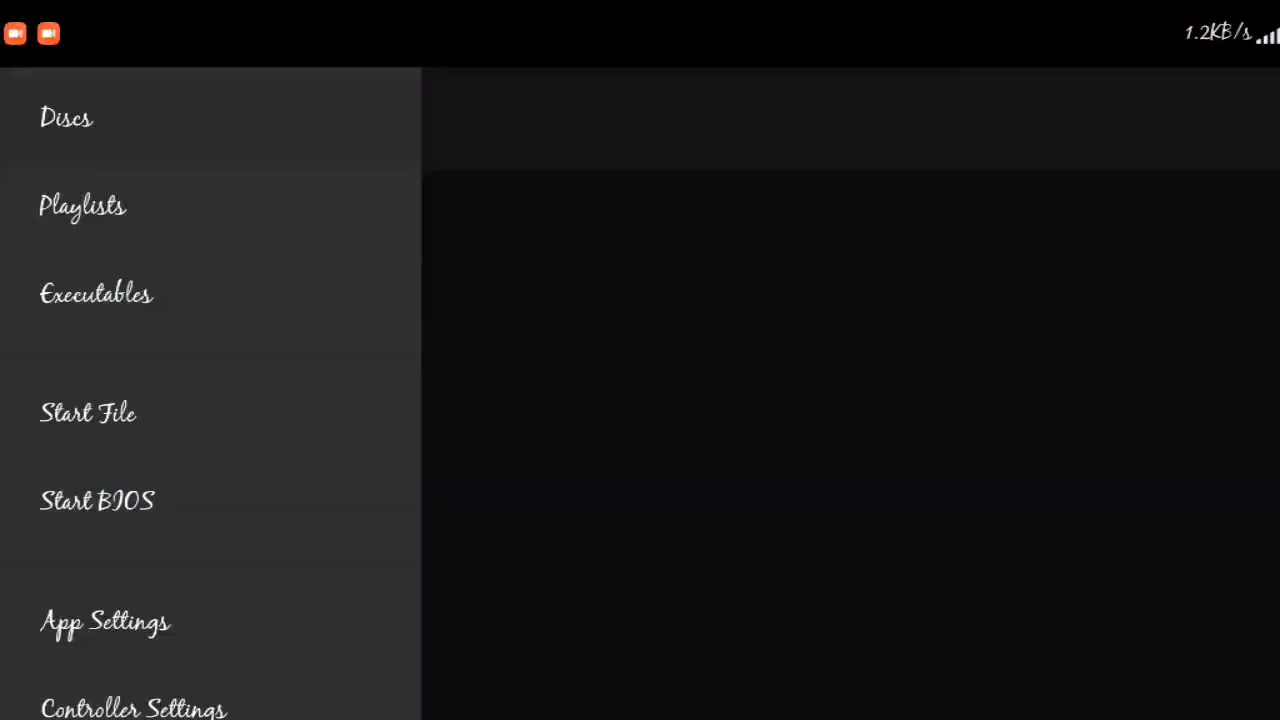 1.2KB/s
Discs
Playlists
Executables
Start File
Start BIOS
App Settings
Controller Settings